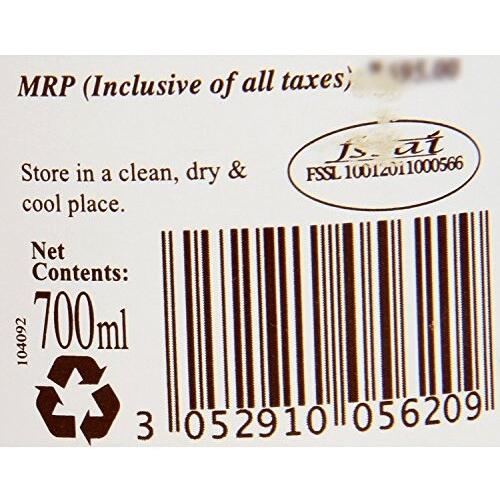 MRP (Inclusive of all taxes)
FSSL 10012011000566
Store in a clean, dry &
cool place.
Net
Contents:
700ml
104092
3 052910 056209